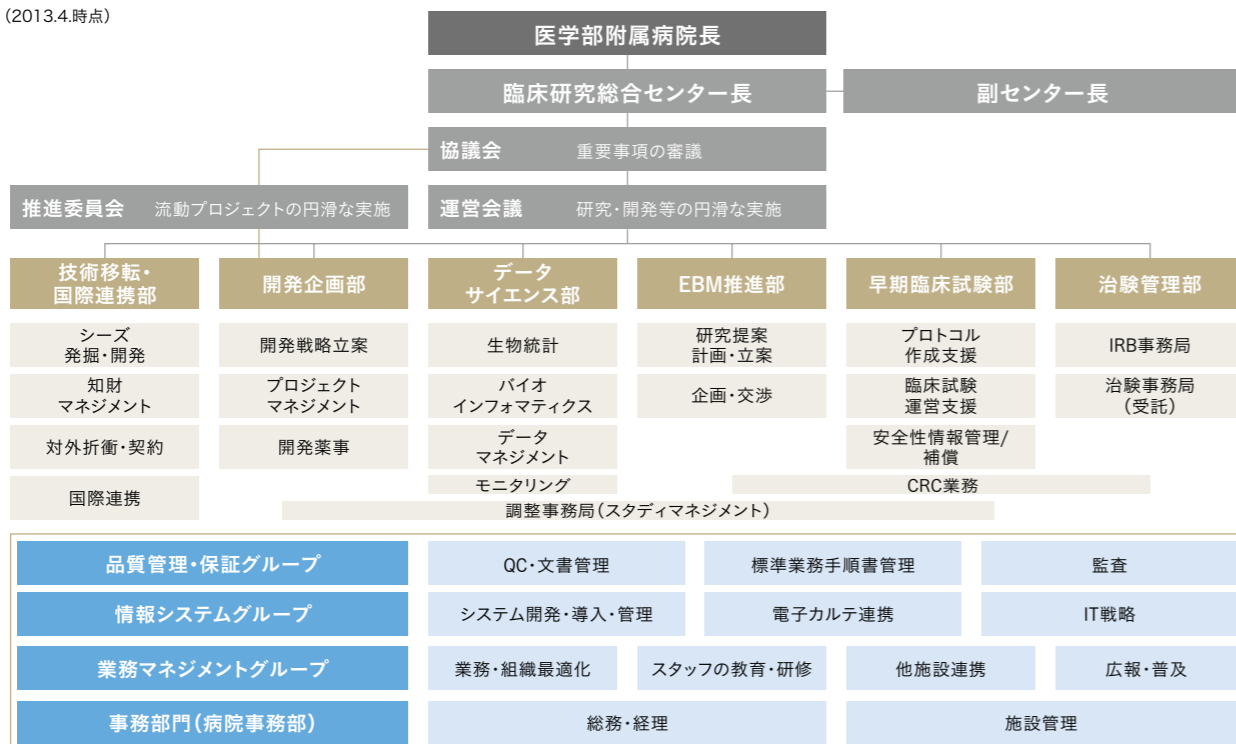 (2013.4.時点)
医学部附属病院長
臨床研究総合センター長
副センター長
協議会 重要事項の審議
推進委員会 流動プロジェクトの円滑な実施
運営会議 研究・開発等の円滑な実施
技術移転・
国際連携部
開発企画部
データ
サイエンス部
EBM推進部
早期臨床試験部
治験管理部
シーズ
発掘・開発
開発戦略立案
生物統計
研究提案
計画・立案
プロトコル
作成支援
IRB事務局
知財
マネジメント
プロジェクト
マネジメント
バイオ
インフォマティクス
企画・交渉
臨床試験
運営支援
治験事務局
(受託)
対外折衝・契約
開発薬事
データ
マネジメント
安全性情報管理/
補償
国際連携
モニタリング
CRC業務
調整事務局(スタディマネジメント)
品質管理・保証グループ
QC・文書管理
標準業務手順書管理
監査
情報システムグループ
システム開発・導入・管理
電子カルテ連携
IT戦略
業務マネジメントグループ
業務・組織最適化
スタッフの教育・研修
他施設連携
広報・普及
事務部門(病院事務部)
総務・経理
施設管理